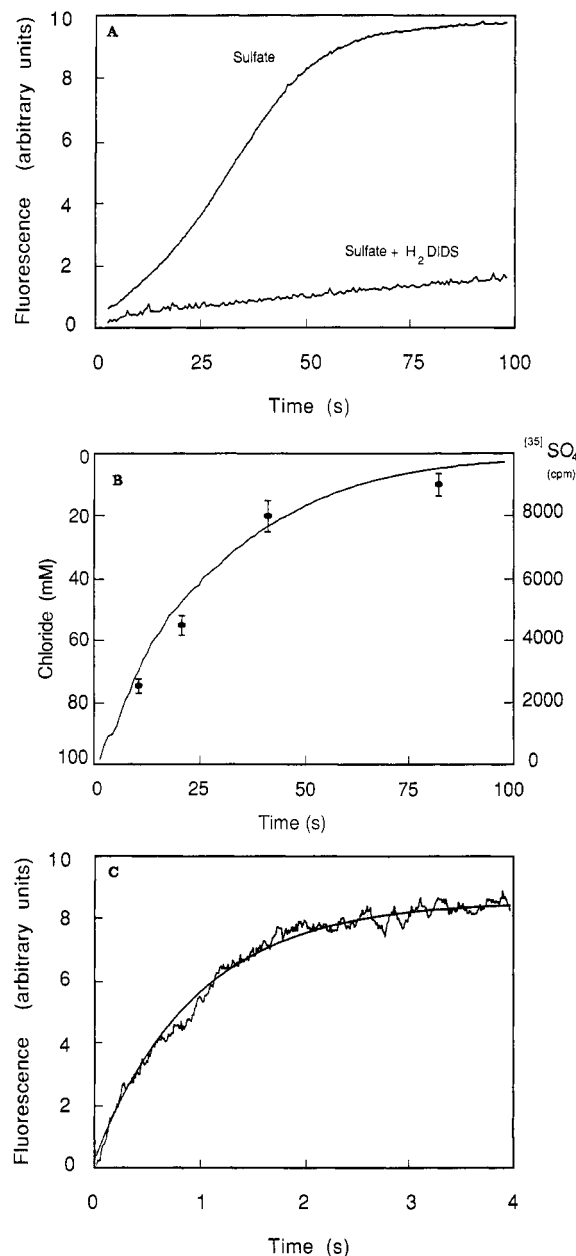 A
Fluorescence (arbitrary units)
10
8
6
4
2
0
Sulfate
Sulfate + H2DIDS
0 25 50 75 100
Time (s)
B
Chloride (mM)
0
20
40
60
80
100
[35] SO4
(cpm)
8000
6000
4000
2000
0
0 25 50 75 100
Time (s)
C
Fluorescence (arbitrary units)
10
8
6
4
2
0
0 1 2 3 4
Time (s)